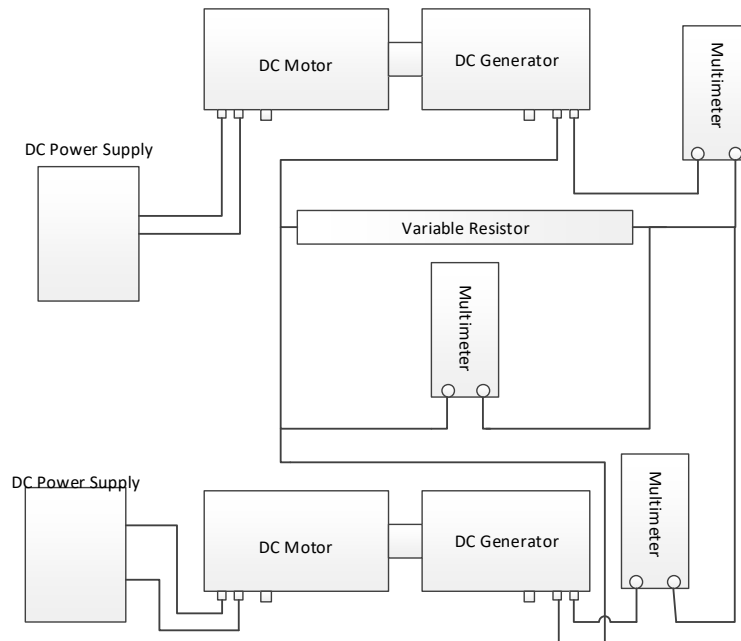 DC Motor
DC Generator
Multimeter
DC Power Supply
Variable Resistor
Multimeter
DC Power Supply
DC Motor
DC Generator
Multimeter